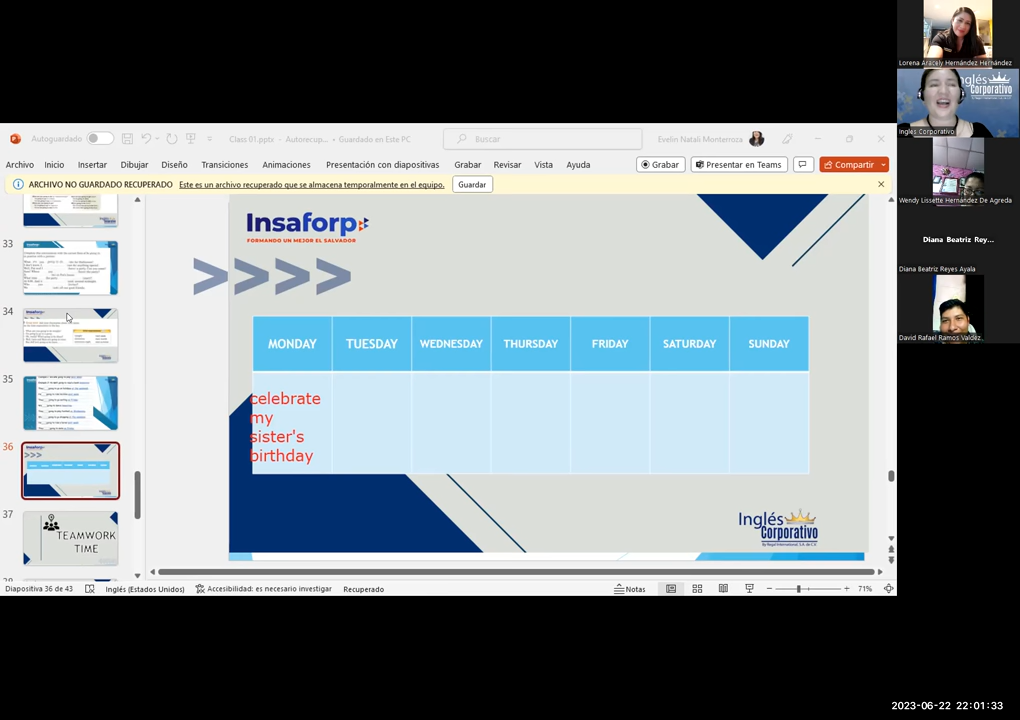 Lorena Aracely Hernández Hernández
Inglés
Corporativo
Ingles Corporativo
Wendy Lissette Hernández De Agreda
Diana Beatriz Rey...
Diana Beatriz Reyes Ayala
David Rafael Ramos Valdez
Autoguardado
Class 01.pptx - Autorecup... • Guardado en Este PC
Buscar
Evelin Natali Monterroza
Archivo Inicio Insertar Dibujar Diseño Transiciones Animaciones Presentación con diapositivas Grabar Revisar Vista Ayuda
Grabar
Presentar en Teams
Compartir
ARCHIVO NO GUARDADO RECUPERADO Este es un archivo recuperado que se almacena temporalmente en el equipo. Guardar
33
34
35
36
37
TEAMWORK
TIME
Insaforp
FORMANDO UN MEJOR EL SALVADOR
MONDAY TUESDAY WEDNESDAY THURSDAY FRIDAY SATURDAY SUNDAY
celebrate
my
sister's
birthday
Inglés
Corporativo
Diapositiva 36 de 43 Inglés (Estados Unidos) Accesibilidad: es necesario investigar Recuperado Notas 71%
2023-06-22 22:01:33